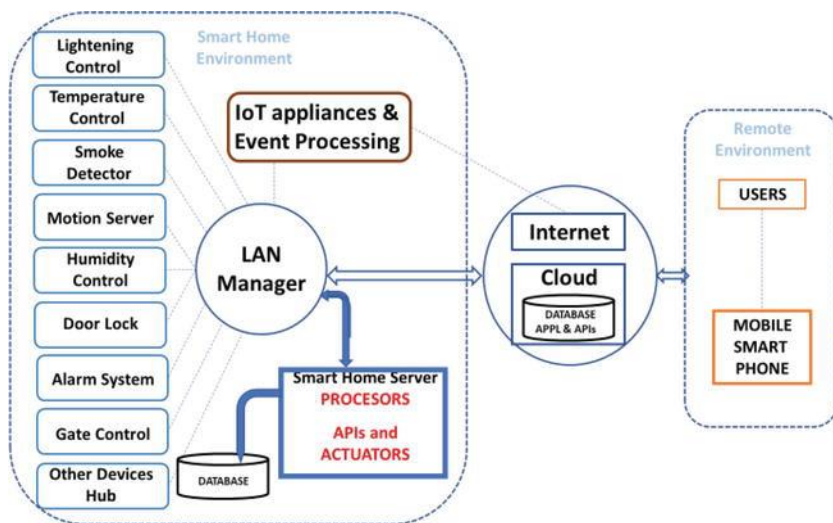 Smart Home
Environment
Lightening
Control
Temperature
Control
Smoke
Detector
Motion Server
Humidity
Control
Door Lock
Alarm System
Gate Control
Other Devices
Hub
IoT appliances &
Event Processing
LAN
Manager
Smart Home Server
PROCESORS
APIs and
ACTUATORS
DATABASE
Internet
Cloud
DATABASE
APPL & APIs
Remote
Environment
USERS
MOBILE
SMART
PHONE